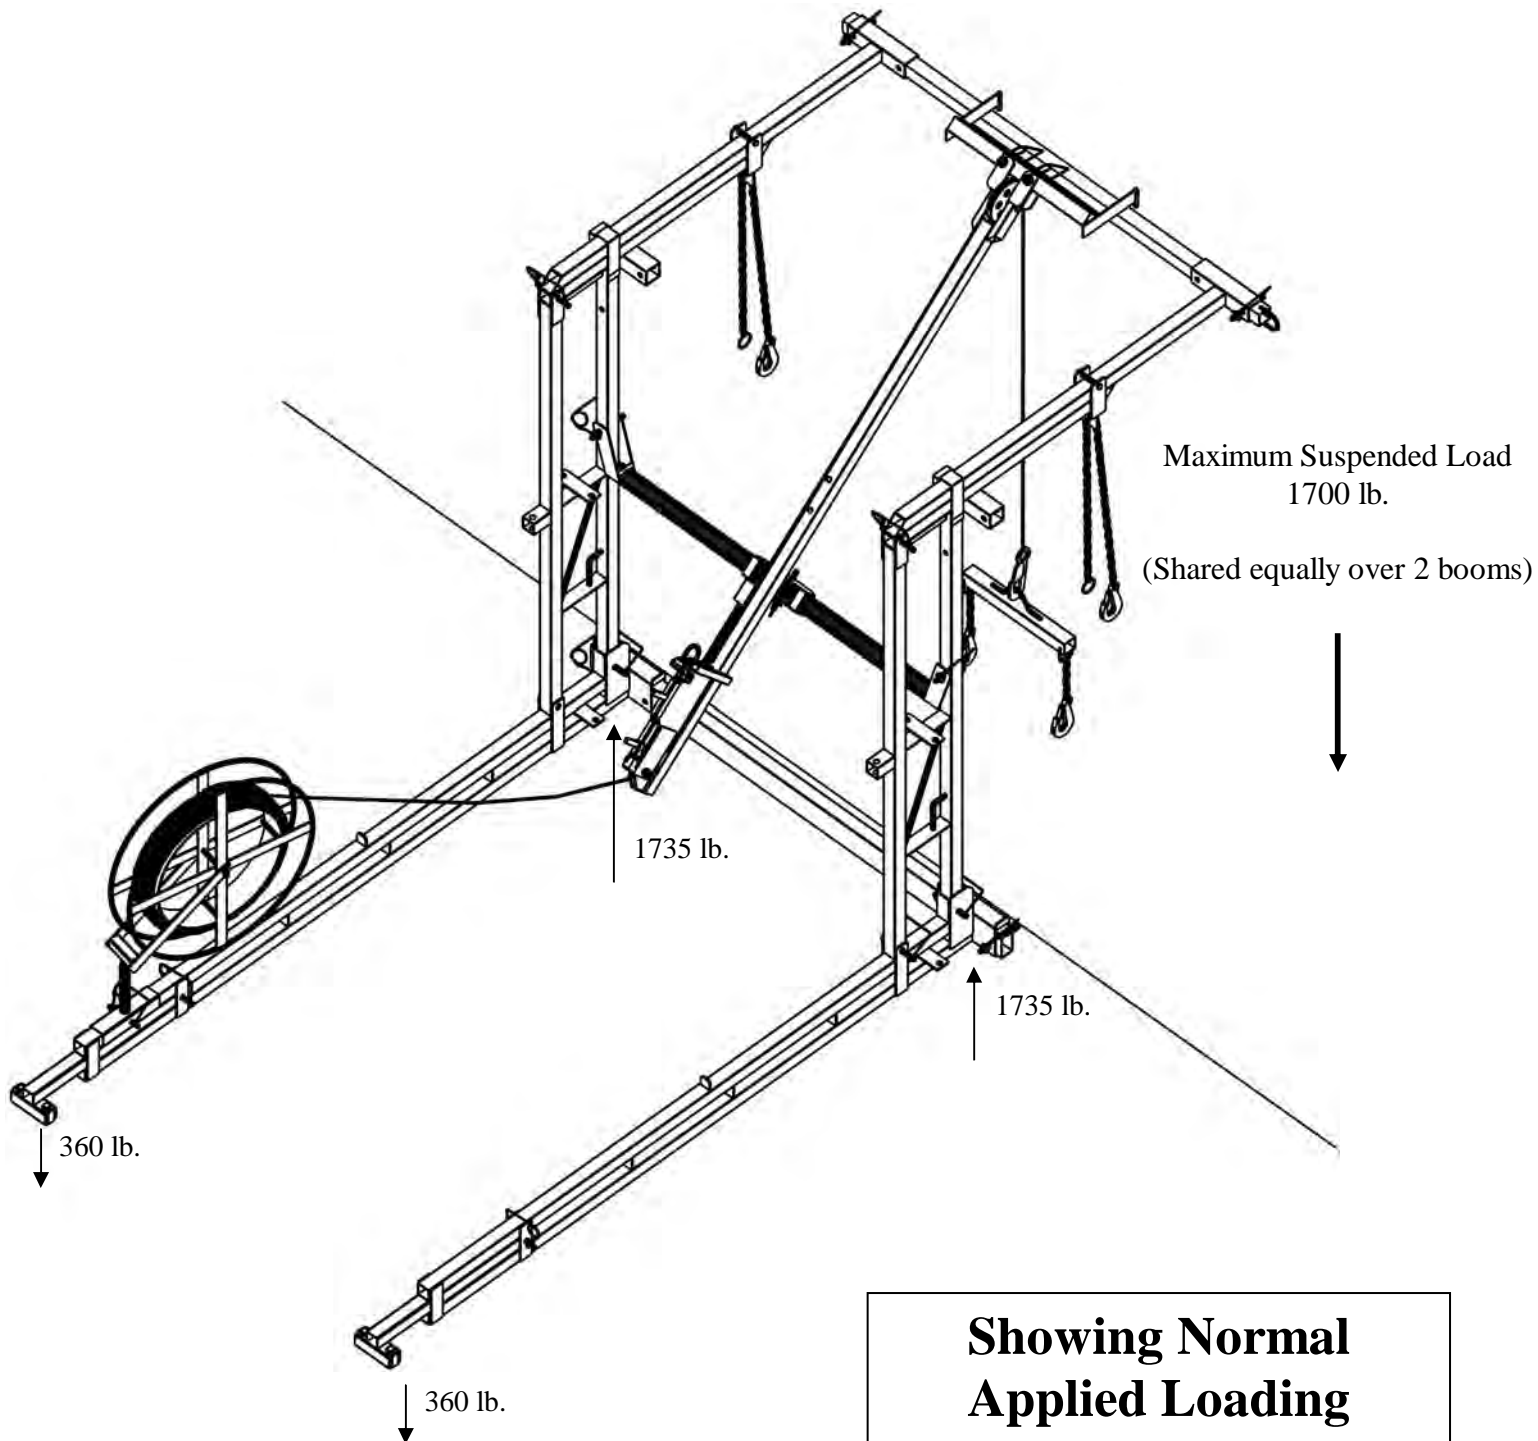 Maximum Suspended Load
1700 lb.
(Shared equally over 2 booms)
1735 lb.
1735 lb.
360 lb.
360 lb.
Showing Normal
Applied Loading